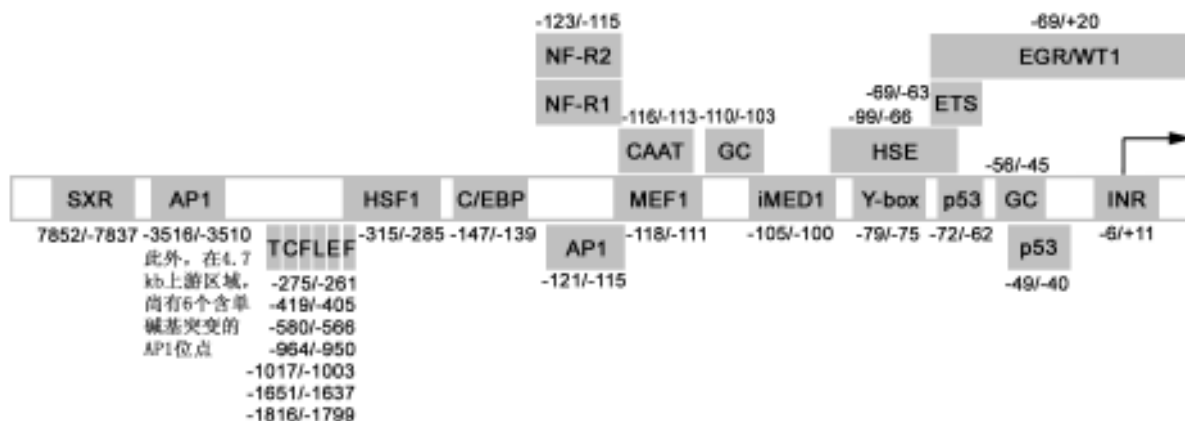 -123/-115
-69/+20
NF-R2
EGR/WT1
NF-R1
-69/-63
ETS
-116/-113
-110/-103
-99/-66
CAAT
GC
HSE
-56/-45
SXR
AP1
HSF1
C/EBP
MEF1
iMED1
Y-box
p53
GC
INR
7852/-7837
-3516/-3510
-315/-285
-147/-139
-118/-111
-105/-100
-79/-75
-72/-62
-6/+11
TCFLEF
AP1
p53
此外，在4.7
kb上游区域，
尚有6个含单
碱基突变的
AP1位点
-275/-261
-419/-405
-580/-566
-964/-950
-1017/-1003
-1651/-1637
-1816/-1799
-121/-115
-49/-40